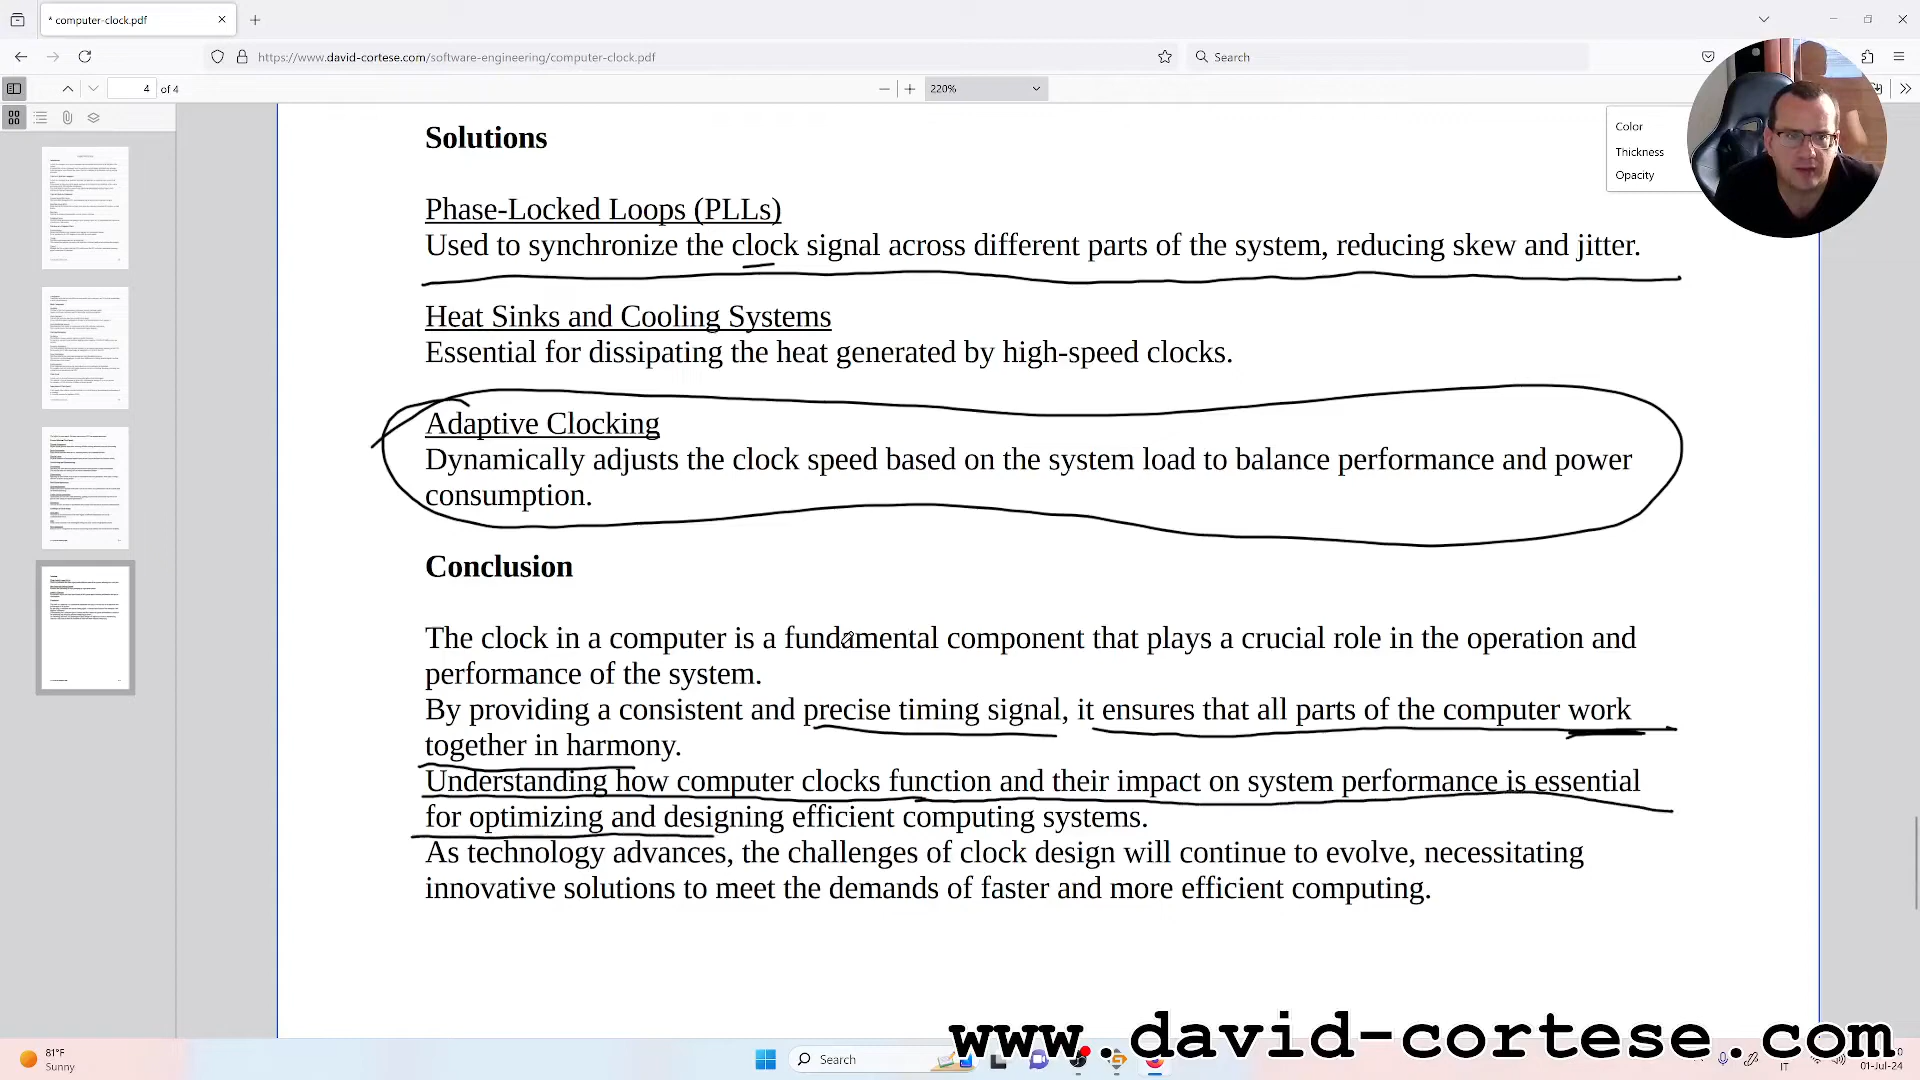 * computer-clock.pdf
https://www.david-cortese.com/software-engineering/computer-clock.pdf
Search
4 of 4
220%
Color
Thickness
Opacity
Solutions
Phase-Locked Loops (PLLs)
Used to synchronize the clock signal across different parts of the system, reducing skew and jitter.
Heat Sinks and Cooling Systems
Essential for dissipating the heat generated by high-speed clocks.
Adaptive Clocking
Dynamically adjusts the clock speed based on the system load to balance performance and power
consumption.
Conclusion
The clock in a computer is a fundamental component that plays a crucial role in the operation and
performance of the system.
By providing a consistent and precise timing signal, it ensures that all parts of the computer work
together in harmony.
Understanding how computer clocks function and their impact on system performance is essential
for optimizing and designing efficient computing systems.
As technology advances, the challenges of clock design will continue to evolve, necessitating
innovative solutions to meet the demands of faster and more efficient computing.
www.david-cortese.com
81°F
Sunny
Search
IT
01-Jul-24